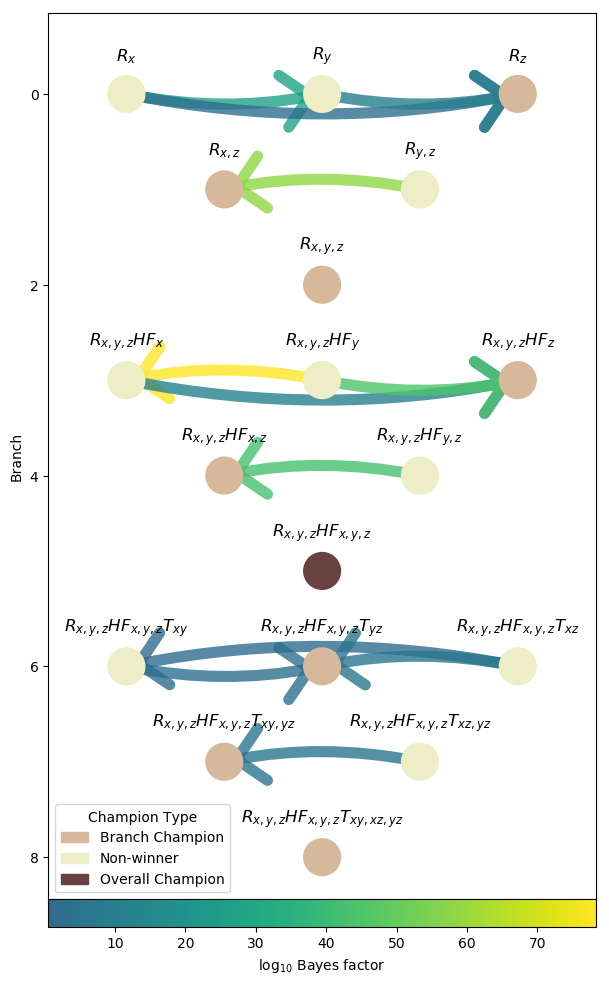 R_x R_y R_z
0
R_{x,z} R_{y,z}
R_{x,y,z}
2
R_{x,y,z}HF_x R_{x,y,z}HF_y R_{x,y,z}HF_z
R_{x,y,z}HF_{x,z} R_{x,y,z}HF_{y,z}
Branch
4
R_{x,y,z}HF_{x,y,z}
R_{x,y,z}HF_{x,y,z}T_{xy} R_{x,y,z}HF_{x,y,z}T_{yz} R_{x,y,z}HF_{x,y,z}T_{xz}
6
R_{x,y,z}HF_{x,y,z}T_{xy,yz} R_{x,y,z}HF_{x,y,z}T_{xz,yz}
R_{x,y,z}HF_{x,y,z}T_{xy,xz,yz}
Champion Type
Branch Champion
Non-winner
Overall Champion
8
10 20 30 40 50 60 70
log_{10} Bayes factor